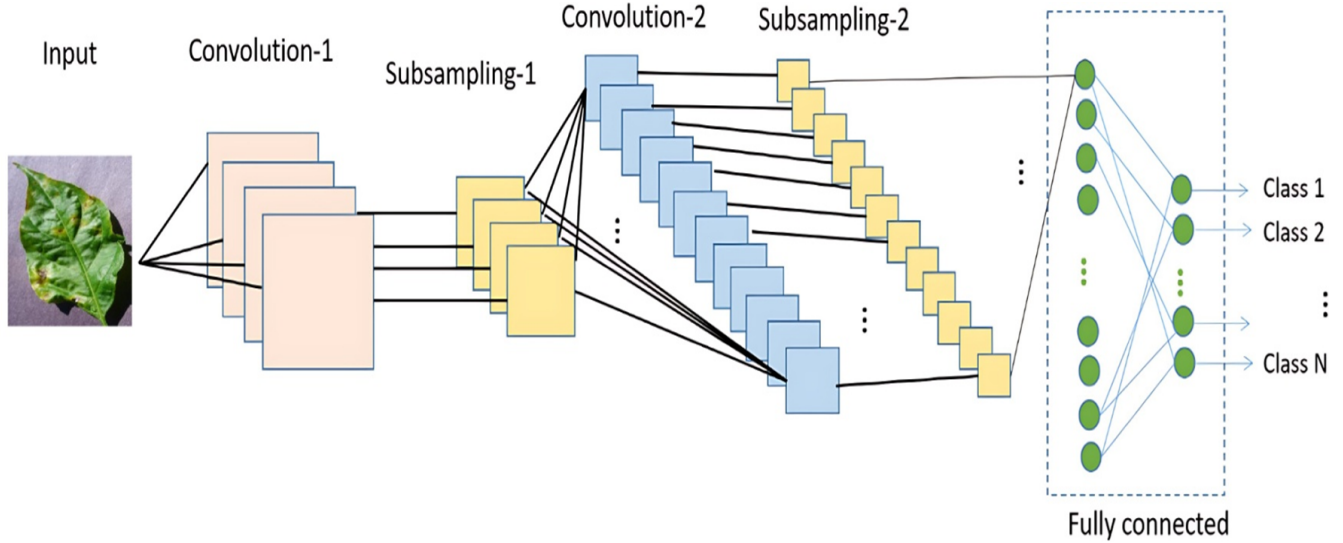 Input
Convolution-1
Subsampling-1
Convolution-2
Subsampling-2
Class 1
Class 2
Class N
Fully connected